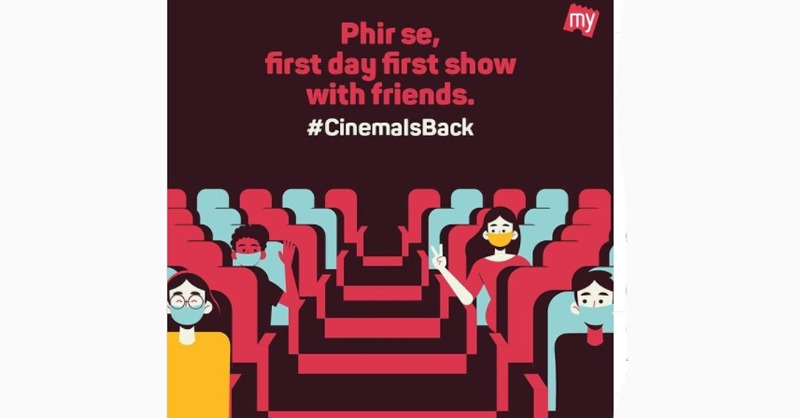 my
Phir se,
first day first show
with friends.
#CinemaIsBack